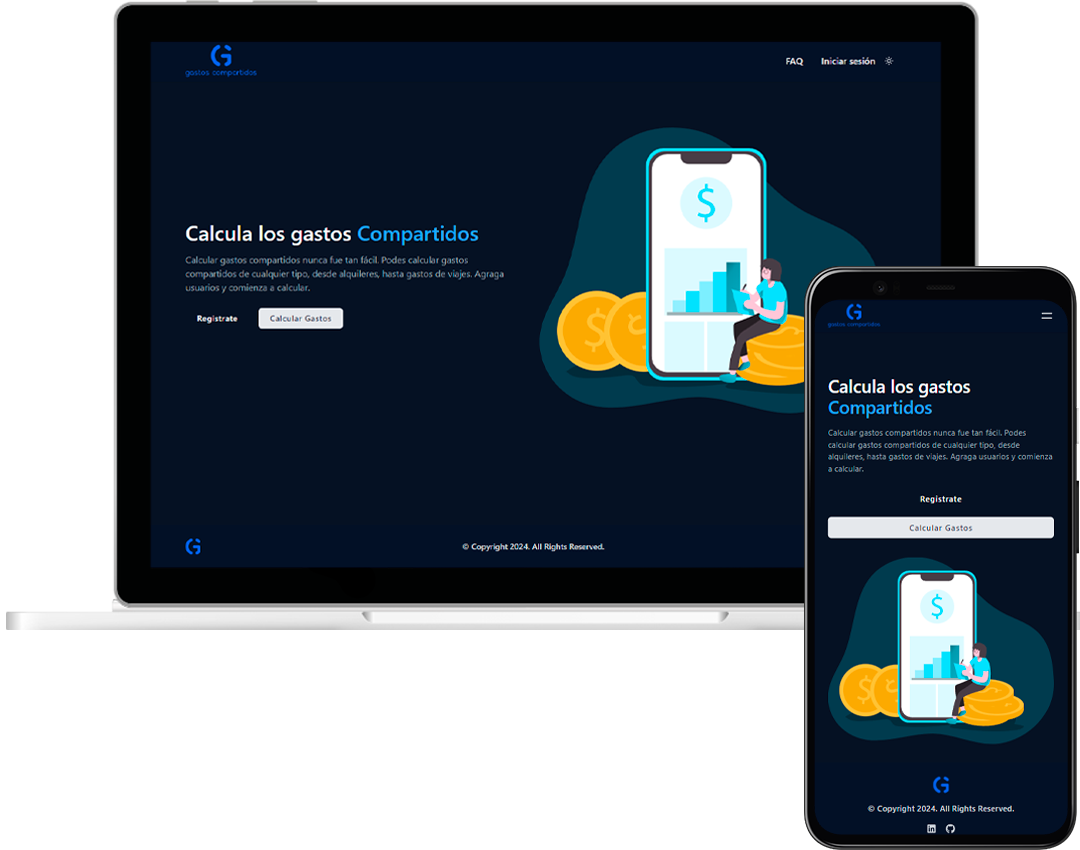 gastos compartidos
FAQ
Iniciar sesión
$
Calcula los gastos Compartidos
Calcular gastos compartidos nunca fue tan fácil. Podes calcular gastos
compartidos de cualquier tipo, desde alquileres, hasta gastos de viajes. Agraga
usuarios y comienza a calcular.
Registrate
Calcular Gastos
© Copyright 2024. All Rights Reserved.
gastos compartidos
Calcula los gastos
Compartidos
Calcular gastos compartidos nunca fue tan fácil. Podes
calcular gastos compartidos de cualquier tipo, desde
alquileres, hasta gastos de viajes. Agraga usuarios y comienza
a calcular.
Registrate
Calcular Gastos
$
© Copyright 2024. All Rights Reserved.